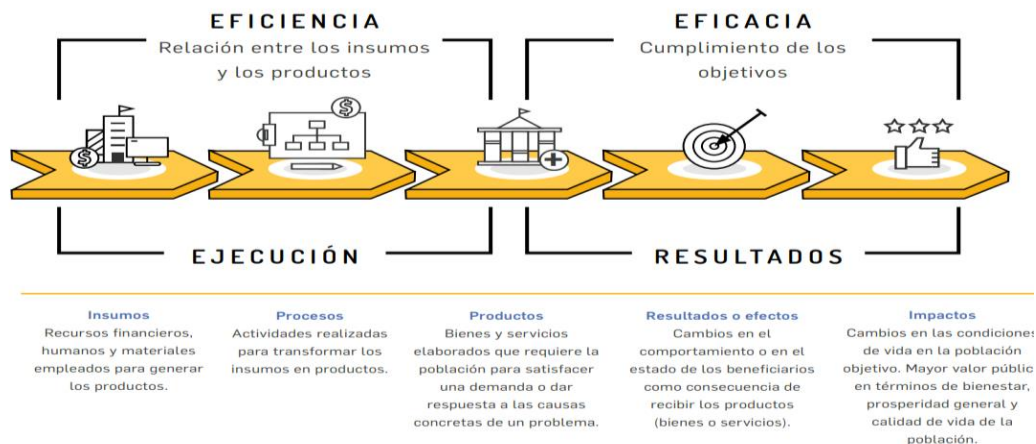 EFICIENCIA
Relación entre los insumos
y los productos
EFICACIA
Cumplimiento de los
objetivos
$
$
EJECUCIÓN
RESULTADOS
Insumos
Recursos financieros,
humanos y materiales
empleados para generar
los productos.
Procesos
Actividades realizadas
para transformar los
insumos en productos.
Productos
Bienes y servicios
elaborados que requiere la
población para satisfacer
una demanda o dar
respuesta a las causas
concretas de un problema.
Resultados o efectos
Cambios en el
comportamiento o en el
estado de los beneficiarios
como consecuencia de
recibir los productos
(bienes o servicios).
Impactos
Cambios en las condiciones
de vida en la población
objetivo. Mayor valor públic
en términos de bienestar,
prosperidad general y
calidad de vida de la
población.